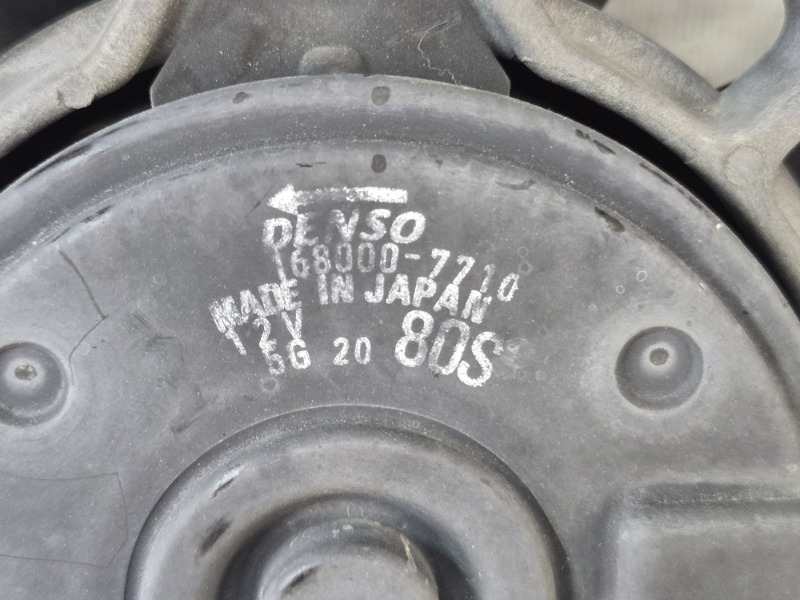 DENSO
168000-7710
MADE IN JAPAN
12V
5G 20 80S